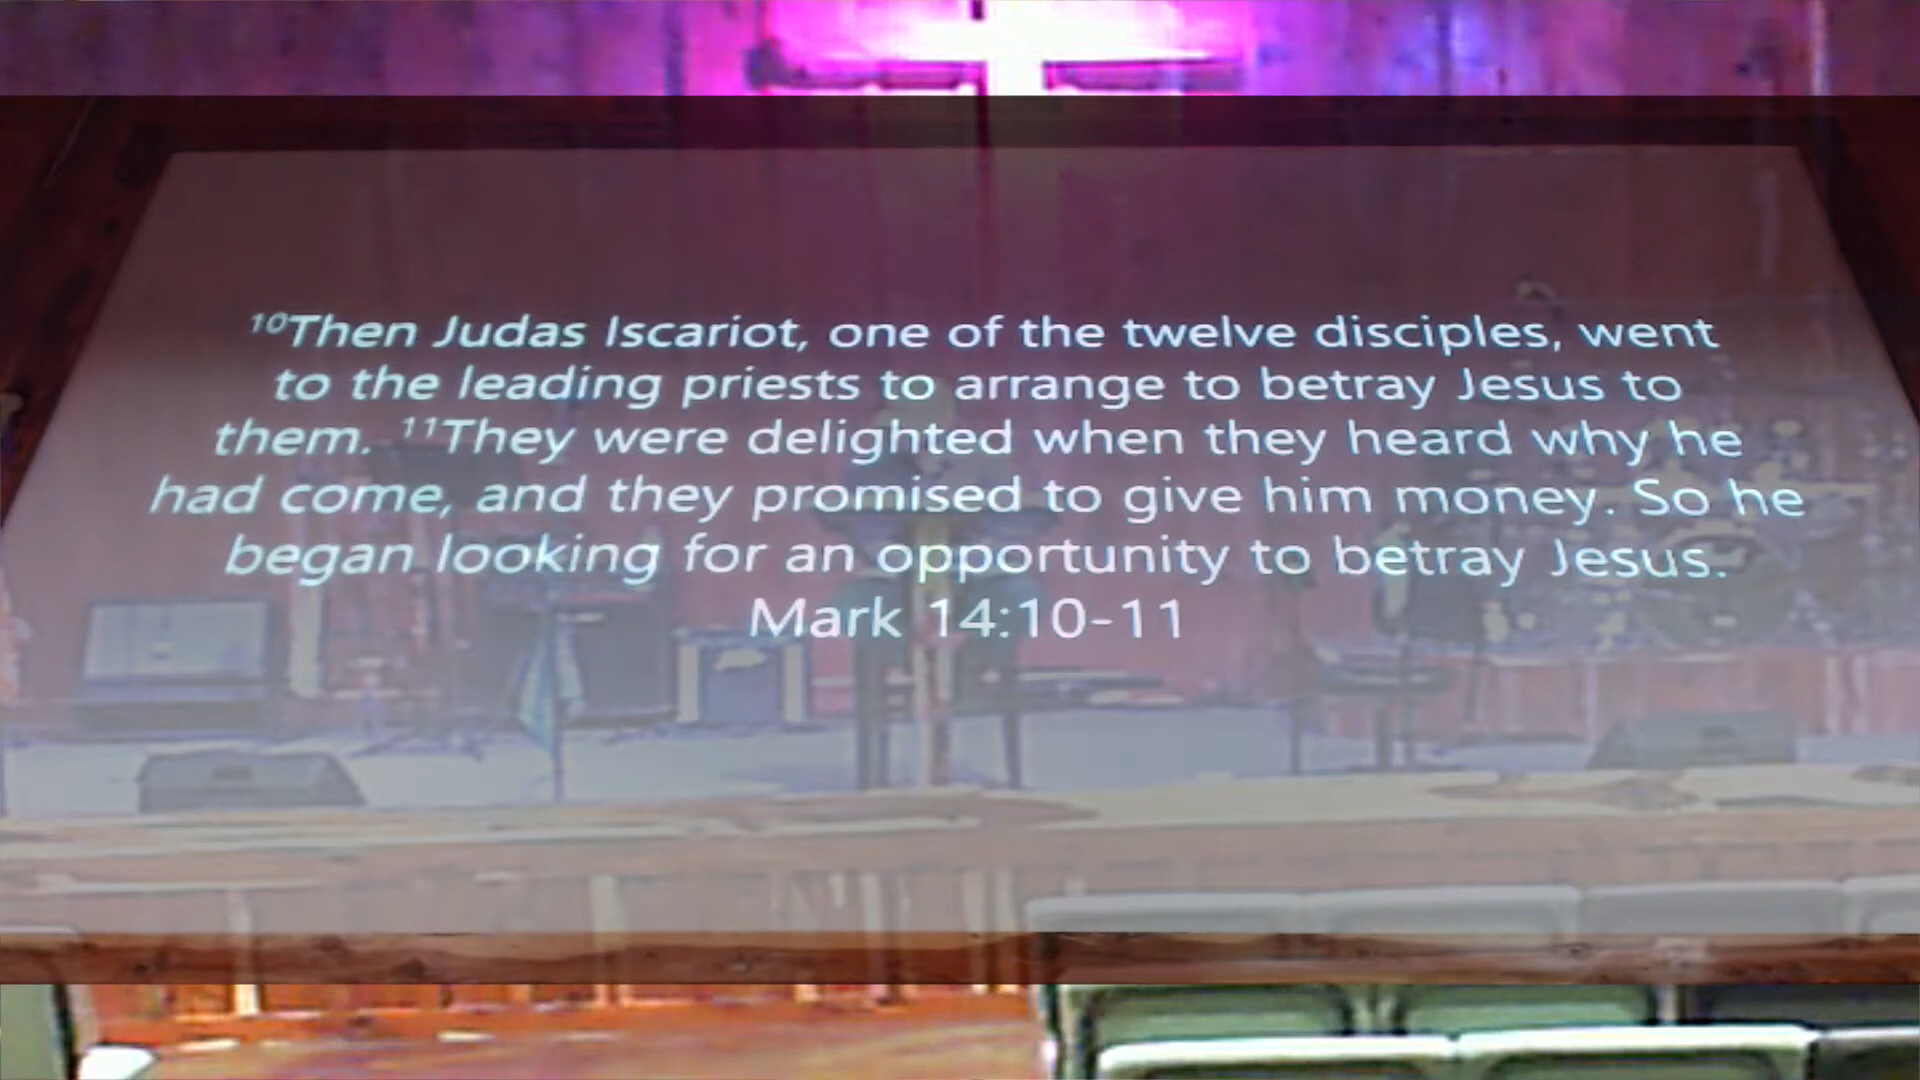 ¹⁰Then Judas Iscariot, one of the twelve disciples, went
to the leading priests to arrange to betray Jesus to
them. ¹¹They were delighted when they heard why he
had come, and they promised to give him money. So he
began looking for an opportunity to betray Jesus.
Mark 14:10-11